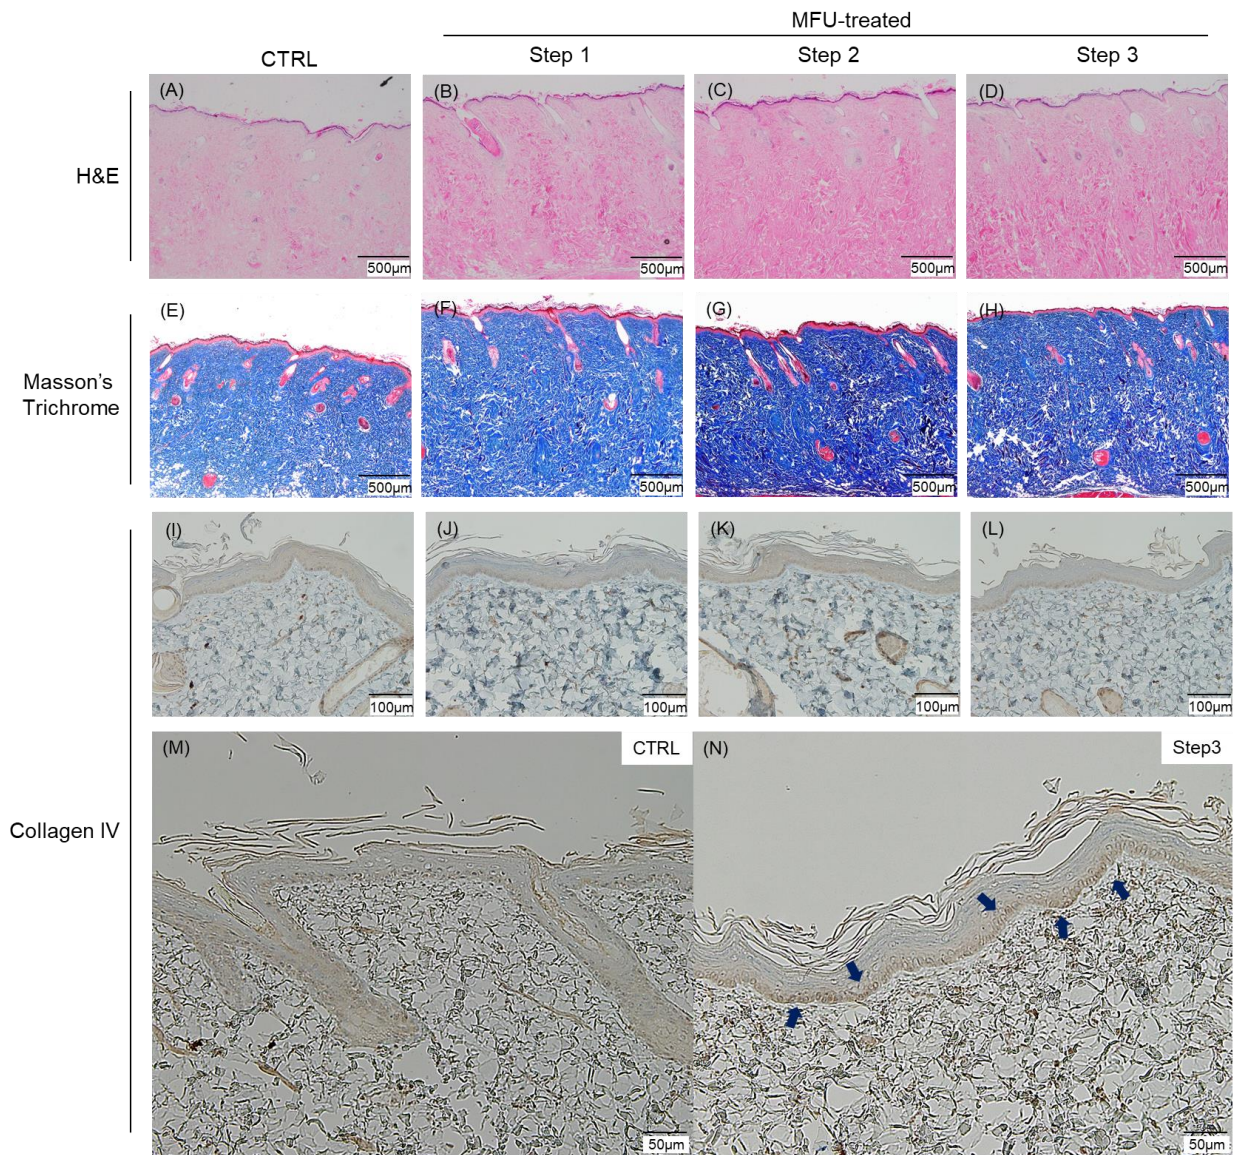 MFU-treated
CTRL
Step 1
Step 2
Step 3
H&E
(A)
(B)
(C)
(D)
500μm
500μm
500μm
500μm
Masson's
Trichrome
(E)
(F)
(G)
(H)
500μm
500μm
500μm
500μm
Collagen IV
(I)
(J)
(K)
(L)
100μm
100μm
100μm
100μm
(M)
CTRL
(N)
Step3
50μm
50μm